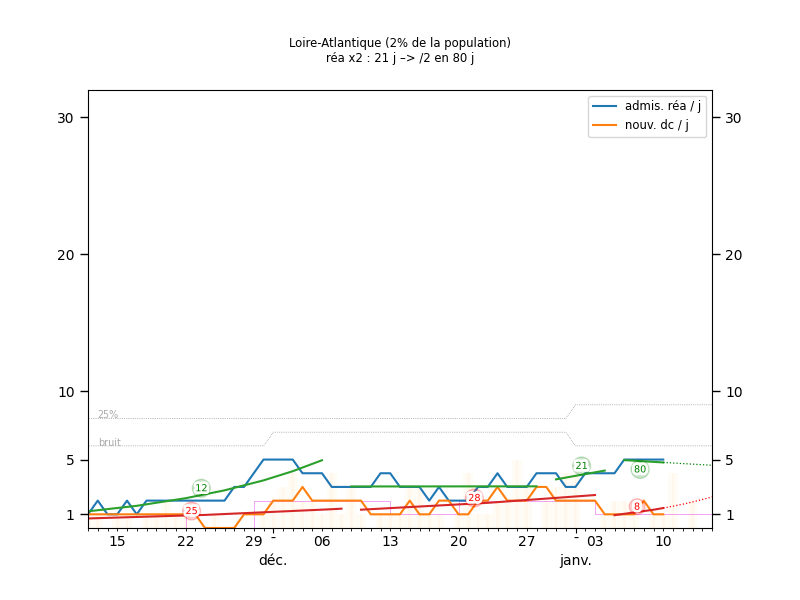 Loire-Atlantique (2% de la population)
réa x2 : 21 j –> /2 en 80 j
admis. réa / j
nouv. dc / j
30 30
20 20
10 10
25%
bruit
5 5
12 21 80
25 28 8
1 1
15 22 29 - 06 13 20 27 - 03 10
déc. janv.